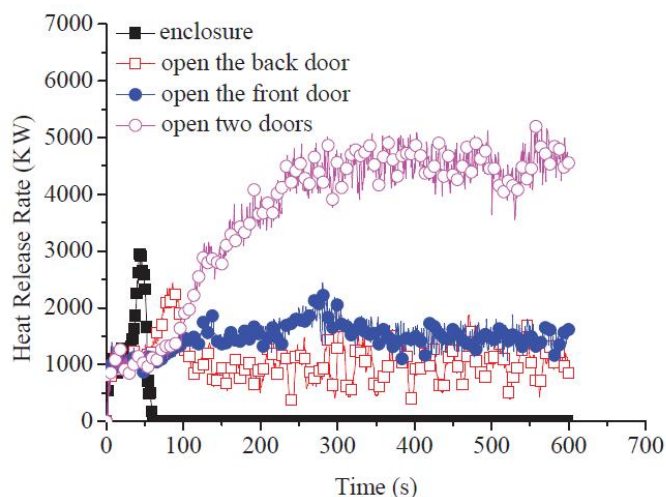 7000
6000
5000
4000
3000
2000
1000
0
Heat Release Rate (KW)
enclosure
open the back door
open the front door
open two doors
0 100 200 300 400 500 600 700
Time (s)